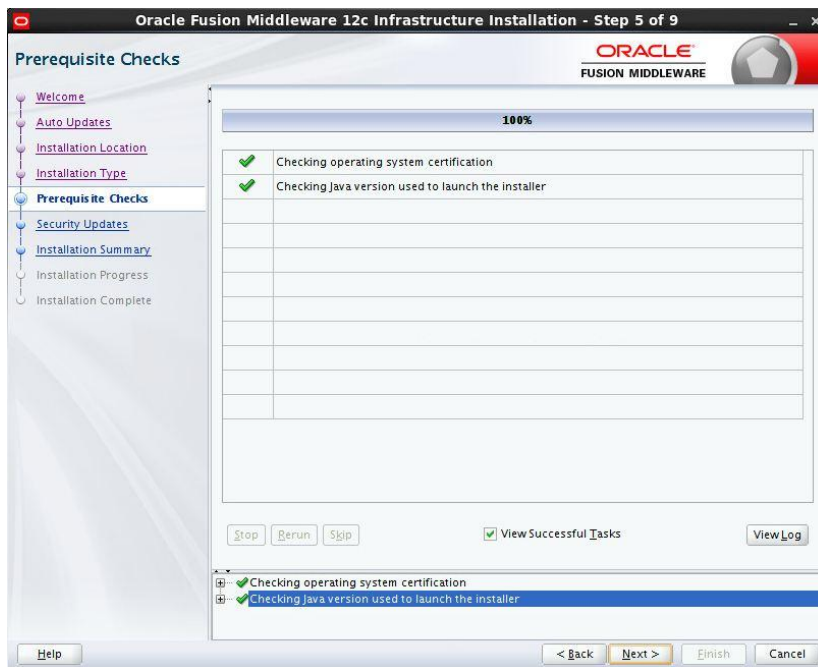 Oracle Fusion Middleware 12c Infrastructure Installation - Step 5 of 9
Prerequisite Checks
ORACLE
FUSION MIDDLEWARE
Welcome
Auto Updates
Installation Location
Installation Type
Prerequisite Checks
Security Updates
Installation Summary
Installation Progress
Installation Complete
100%
Checking operating system certification
Checking Java version used to launch the installer
Stop Rerun Skip View Successful Tasks View Log
Checking operating system certification
Checking Java version used to launch the installer
Help < Back Next > Finish Cancel